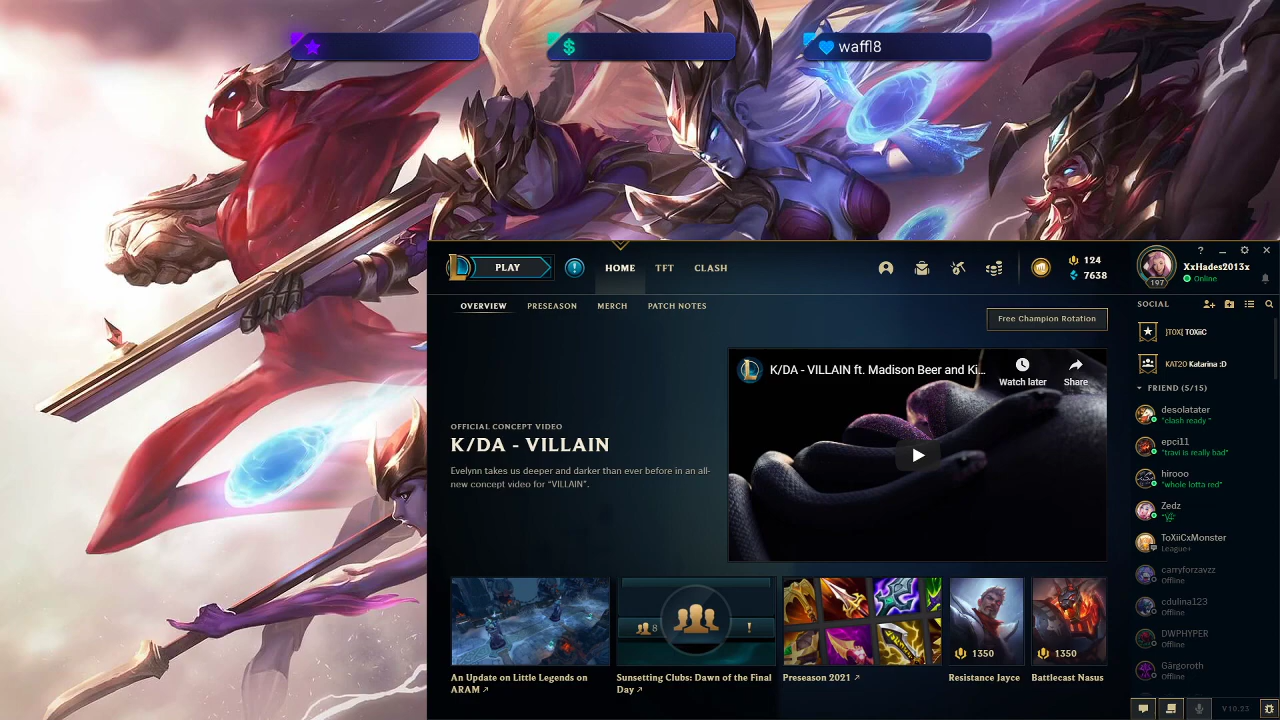 waffl8
PLAY
HOME
TFT
CLASH
124
7638
197
XxHades2013x
Online
OVERVIEW
PRESEASON
MERCH
PATCH NOTES
Free Champion Rotation
OFFICIAL CONCEPT VIDEO
K/DA - VILLAIN
Evelynn takes us deeper and darker than ever before in an all-
new concept video for “VILLAIN”.
K/DA - VILLAIN ft. Madison Beer and Ki...
Watch later
Share
8
An Update on Little Legends on
ARAM
Sunsetting Clubs: Dawn of the Final
Day
Preseason 2021
1350
Resistance Jayce
1350
Battlecast Nasus
SOCIAL
]TOX[ TOXiiC
KAT20 Katarina :D
FRIEND (5/15)
desolatater
"clash ready "
epci11
"travi is really bad"
hirooo
"whole lotta red"
Zedz
ToXiiCxMonster
League+
carryforzavzz
Offline
cdulina123
Offline
DWPHYPER
Offline
Gärgoroth
Offline
V10.23